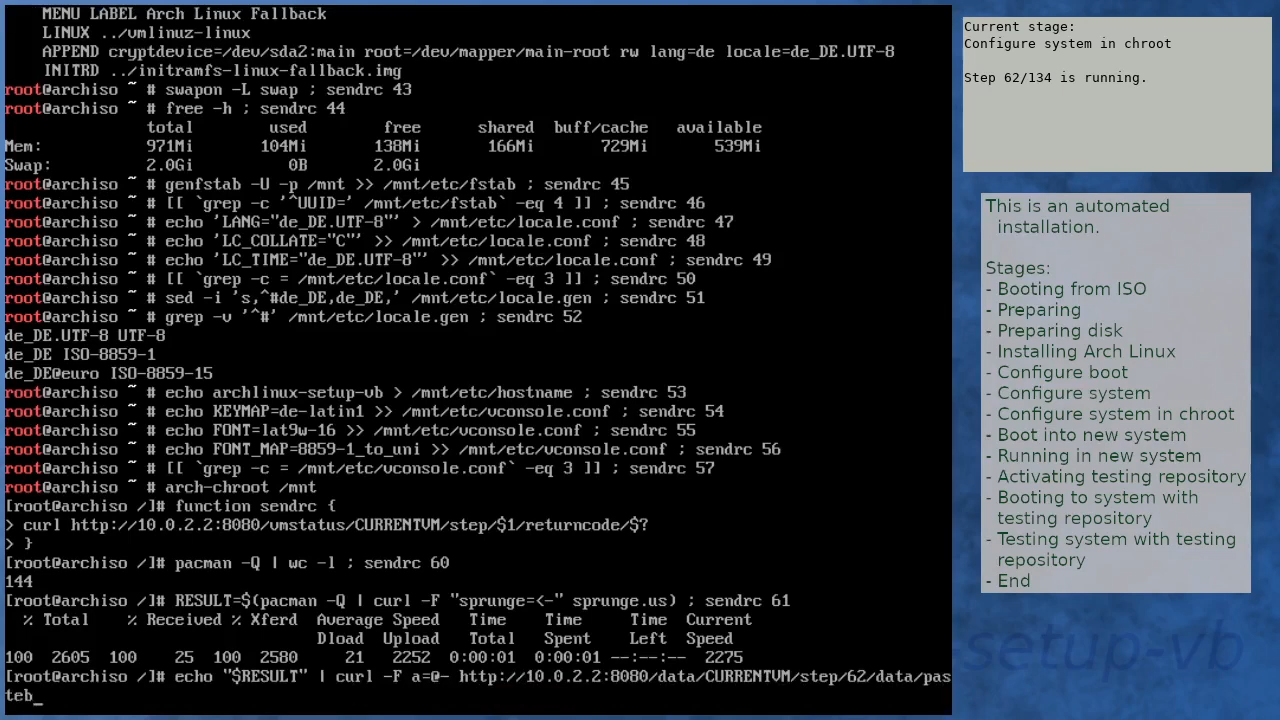 MENU LABEL Arch Linux Fallback
LINUX ../vmlinuz-linux
APPEND cryptdevice=/dev/sda2:main root=/dev/mapper/main-root rw lang=de locale=de_DE.UTF-8
INITRD ../initramfs-linux-fallback.img
root@archiso ~ # swapon -L swap ; sendrc 43
root@archiso ~ # free -h ; sendrc 44
total used free shared buff/cache available
Mem: 971Mi 104Mi 138Mi 166Mi 729Mi 539Mi
Swap: 2.0Gi 0B 2.0Gi
root@archiso ~ # genfstab -U -p /mnt >> /mnt/etc/fstab ; sendrc 45
root@archiso ~ # [[ `grep -c '^UUID=' /mnt/etc/fstab` -eq 4 ]] ; sendrc 46
root@archiso ~ # echo 'LANG="de_DE.UTF-8"' > /mnt/etc/locale.conf ; sendrc 47
root@archiso ~ # echo 'LC_COLLATE="C"' >> /mnt/etc/locale.conf ; sendrc 48
root@archiso ~ # echo 'LC_TIME="de_DE.UTF-8"' >> /mnt/etc/locale.conf ; sendrc 49
root@archiso ~ # [[ `grep -c = /mnt/etc/locale.conf` -eq 3 ]] ; sendrc 50
root@archiso ~ # sed -i 's,^#de_DE,de_DE,' /mnt/etc/locale.gen ; sendrc 51
root@archiso ~ # grep -v '^#' /mnt/etc/locale.gen ; sendrc 52
de_DE.UTF-8 UTF-8
de_DE ISO-8859-1
de_DE@euro ISO-8859-15
root@archiso ~ # echo archlinux-setup-vb > /mnt/etc/hostname ; sendrc 53
root@archiso ~ # echo KEYMAP=de-latin1 >> /mnt/etc/vconsole.conf ; sendrc 54
root@archiso ~ # echo FONT=lat9w-16 >> /mnt/etc/vconsole.conf ; sendrc 55
root@archiso ~ # echo FONT_MAP=8859-1_to_uni >> /mnt/etc/vconsole.conf ; sendrc 56
root@archiso ~ # [[ `grep -c = /mnt/etc/vconsole.conf` -eq 3 ]] ; sendrc 57
root@archiso ~ # arch-chroot /mnt
[root@archiso /]# function sendrc {
> curl http://10.0.2.2:8080/vmstatus/CURRENTVM/step/$1/returncode/$?
> }
[root@archiso /]# pacman -Q | wc -l ; sendrc 60
144
[root@archiso /]# RESULT=$(pacman -Q | curl -F "sprunge=<-" sprunge.us) ; sendrc 61
% Total % Received % Xferd Average Speed Time Time Time Current
Dload Upload Total Spent Left Speed
100 2605 100 25 100 2580 21 2252 0:00:01 0:00:01 --:--:-- 2275
[root@archiso /]# echo "$RESULT" | curl -F a=@- http://10.0.2.2:8080/data/CURRENTVM/step/62/data/pas
teb_
Current stage:
Configure system in chroot
Step 62/134 is running.
This is an automated
installation.
Stages:
- Booting from ISO
- Preparing
- Preparing disk
- Installing Arch Linux
- Configure boot
- Configure system
- Configure system in chroot
- Boot into new system
- Running in new system
- Activating testing repository
- Booting to system with
testing repository
- Testing system with testing
repository
- End
setup-vb